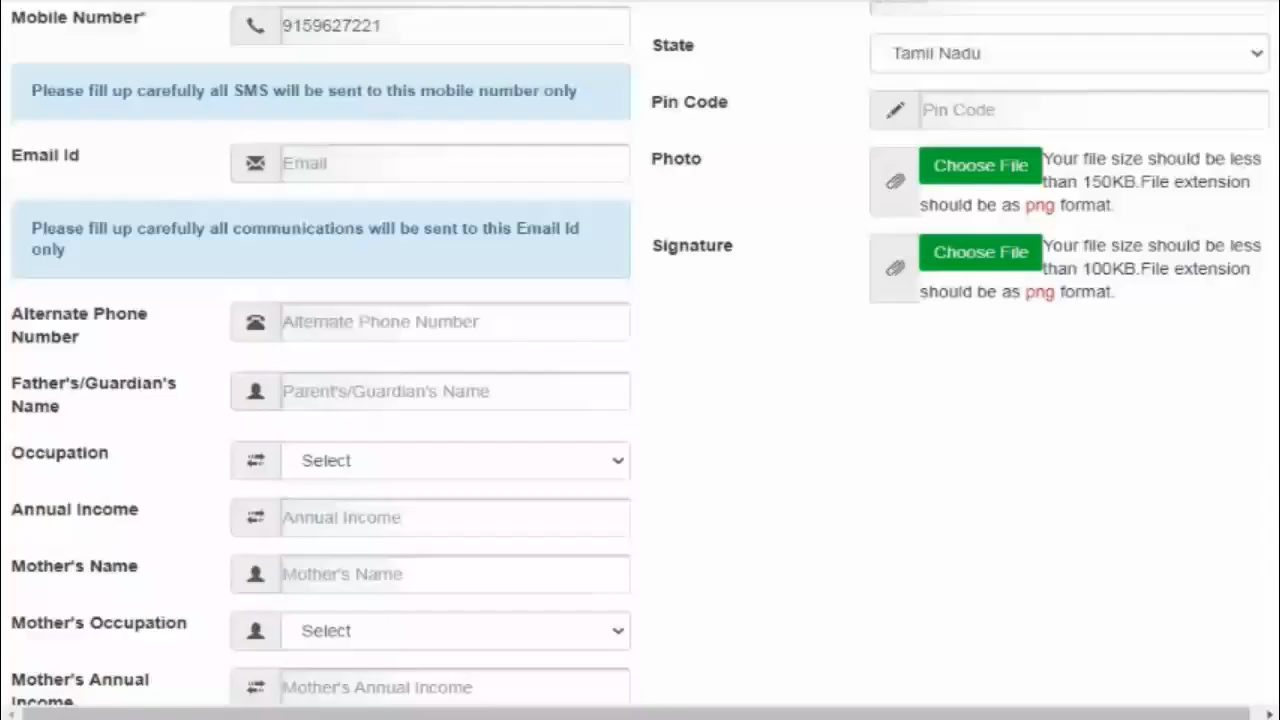 Mobile Number*
9159627221
Please fill up carefully all SMS will be sent to this mobile number only
Email Id
Email
Please fill up carefully all communications will be sent to this Email Id
only
Alternate Phone
Number
Alternate Phone Number
Father's/Guardian's
Name
Parent's/Guardian's Name
Occupation
Select
Annual Income
Annual Income
Mother's Name
Mother's Name
Mother's Occupation
Select
Mother's Annual
Income
Mother's Annual Income
State
Tamil Nadu
Pin Code
Pin Code
Photo
Choose File Your file size should be less
than 150KB.File extension
should be as png format.
Signature
Choose File Your file size should be less
than 100KB.File extension
should be as png format.